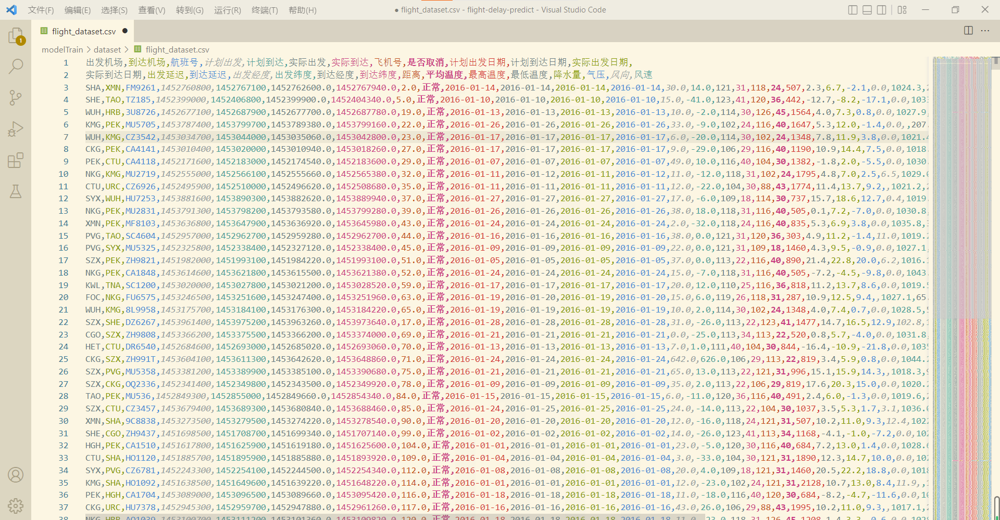 文件(F) 编辑(E) 选择(S) 查看(V) 转到(G) 运行(R) 终端(T) 帮助(H) ● flight_dataset.csv - flight-delay-predict - Visual Studio Code
flight_dataset.csv ●
1
modelTrain > dataset > flight_dataset.csv
1 出发机场,到达机场,航班号,计划出发,计划到达,实际出发,实际到达,飞机号,是否取消,计划出发日期,计划到达日期,实际出发日期,
2 实际到达日期,出发延迟,到达延迟,出发经度,出发纬度,到达经度,到达纬度,距离,平均温度,最高温度,最低温度,降水量,气压,风向,风速
3 SHA,XMN,FM9261,1452760800,1452767100,1452762600.0,1452767940.0,2.0,正常,2016-01-14,2016-01-14,2016-01-14,2016-01-14,30.0,14.0,121,31,118,24,507,2.3,6.7,-2.1,0.0,1024.3,2
4 SHE,TAO,TZ185,1452399000,1452406800,1452399900.0,1452404340.0,5.0,正常,2016-01-10,2016-01-10,2016-01-10,2016-01-10,15.0,-41.0,123,41,120,36,442,-12.7,-8.2,-17.1,0.0,1033
5 WUH,HRB,3U8726,1452677100,1452687900,1452677700.0,1452687780.0,19.0,正常,2016-01-13,2016-01-13,2016-01-13,2016-01-13,10.0,-2.0,114,30,126,45,1564,4.0,7.3,0.8,0.0,1027.9,
6 KMG,PEK,MU5705,1453787400,1453799700,1453789380.0,1453799160.0,22.0,正常,2016-01-26,2016-01-26,2016-01-26,2016-01-26,33.0,-9.0,102,24,116,40,1647,5.3,12.0,-1.4,0.0,,207.
7 WUH,KMG,CZ3542,1453034700,1453044000,1453035060.0,1453042800.0,23.0,正常,2016-01-17,2016-01-17,2016-01-17,2016-01-17,6.0,-20.0,114,30,102,24,1348,7.8,11.9,3.8,0.0,1021.4
8 CKG,PEK,CA4141,1453010400,1453020000,1453010940.0,1453018260.0,27.0,正常,2016-01-17,2016-01-17,2016-01-17,2016-01-17,9.0,-29.0,106,29,116,40,1190,10.9,14.4,7.5,0.0,1018.
9 PEK,CTU,CA4118,1452171600,1452183000,1452174540.0,1452183600.0,29.0,正常,2016-01-07,2016-01-07,2016-01-07,2016-01-07,49.0,10.0,116,40,104,30,1382,-1.8,2.0,-5.5,0.0,1030.
10 NKG,KMG,MU2719,1452555000,1452566100,1452555660.0,1452565380.0,32.0,正常,2016-01-11,2016-01-12,2016-01-11,2016-01-12,11.0,-12.0,118,31,102,24,1795,4.8,7.0,2.5,6.5,1029.0
11 CTU,URC,CZ6926,1452495900,1452510000,1452496620.0,1452508680.0,35.0,正常,2016-01-11,2016-01-11,2016-01-11,2016-01-11,12.0,-22.0,104,30,88,43,1774,11.4,13.7,9.2,,1021.2,2
12 SYX,WUH,HU7253,1453881600,1453890300,1453882620.0,1453889940.0,37.0,正常,2016-01-27,2016-01-27,2016-01-27,2016-01-27,17.0,-6.0,109,18,114,30,737,15.7,18.6,12.7,0.4,1019.
13 NKG,PEK,MU2831,1453791300,1453798200,1453793580.0,1453799280.0,39.0,正常,2016-01-26,2016-01-26,2016-01-26,2016-01-26,38.0,18.0,118,31,116,40,505,0.1,7.2,-7.0,0.0,1030.8,
14 XMN,PEK,MF8103,1453636800,1453647900,1453636920.0,1453645980.0,43.0,正常,2016-01-24,2016-01-24,2016-01-24,2016-01-24,2.0,-32.0,118,24,116,40,835,5.3,6.9,3.8,0.0,1035.8,3
15 PVG,TAO,SC4604,1452957000,1452962700,1452959280.0,1452962700.0,44.0,正常,2016-01-16,2016-01-16,2016-01-16,2016-01-16,38.0,0.0,121,31,120,36,303,4.9,11.2,-1.4,11.0,1019.2
16 PVG,SYX,MU5325,1452325800,1452338400,1452327120.0,1452338400.0,45.0,正常,2016-01-09,2016-01-09,2016-01-09,2016-01-09,22.0,0.0,121,31,109,18,1460,4.3,9.5,-0.9,0.0,1027.1
17 SZX,PEK,ZH9821,1451982000,1451993100,1451984220.0,1451993100.0,51.0,正常,2016-01-05,2016-01-05,2016-01-05,2016-01-05,37.0,0.0,113,22,116,40,890,21.4,22.8,20.0,6.2,1016.
18 NKG,PEK,CA1848,1453614600,1453621800,1453615500.0,1453621380.0,52.0,正常,2016-01-24,2016-01-24,2016-01-24,2016-01-24,15.0,-7.0,118,31,116,40,505,-7.2,-4.5,-9.8,0.0,1043.
19 KWL,TNA,SC1200,1453020000,1453027800,1453021200.0,1453028520.0,59.0,正常,2016-01-17,2016-01-17,2016-01-17,2016-01-17,20.0,12.0,110,25,116,36,818,11.2,13.7,8.6,0.0,1019.5
20 FOC,NKG,FU6575,1453246500,1453251600,1453247400.0,1453251960.0,63.0,正常,2016-01-19,2016-01-20,2016-01-19,2016-01-20,15.0,6.0,119,26,118,31,287,10.9,12.5,9.4,,1027.1,65.
21 WUH,KMG,8L9958,1453175700,1453184100,1453176300.0,1453184220.0,65.0,正常,2016-01-19,2016-01-19,2016-01-19,2016-01-19,10.0,2.0,114,30,102,24,1348,4.0,7.4,0.7,0.0,1028.5,5
22 SZX,SHE,DZ6267,1453961400,1453975200,1453963260.0,1453973640.0,17.0,正常,2016-01-28,2016-01-28,2016-01-28,2016-01-28,31.0,-26.0,113,22,123,41,1477,14.7,16.5,12.9,102.8,
23 CGO,SZX,ZH9808,1453366200,1453375500,1453366200.0,1453374000.0,69.0,正常,2016-01-21,2016-01-21,2016-01-21,2016-01-21,0.0,-25.0,113,34,113,22,520,0.8,5.7,-4.0,0.0,1031.8,
24 HET,CTU,DR6540,1452684600,1452693000,1452685020.0,1452693060.0,70.0,正常,2016-01-13,2016-01-13,2016-01-13,2016-01-13,7.0,1.0,111,40,104,30,844,-16.4,-10.9,-21.8,0.0,1035
25 CKG,SZX,ZH991T,1453604100,1453611300,1453642620.0,1453648860.0,71.0,正常,2016-01-24,2016-01-24,2016-01-24,2016-01-24,642.0,626.0,106,29,113,22,819,3.4,5.9,0.8,0.0,1044.2
26 SZX,PVG,MU5358,1453381200,1453389900,1453385100.0,1453390680.0,75.0,正常,2016-01-21,2016-01-21,2016-01-21,2016-01-21,65.0,13.0,113,22,121,31,996,15.1,15.9,14.3,,1018.3,9
27 SZX,CKG,OQ2336,1452341400,1452349800,1452343500.0,1452349920.0,78.0,正常,2016-01-09,2016-01-09,2016-01-09,2016-01-09,35.0,2.0,113,22,106,29,819,17.6,20.3,15.0,0.0,1020.2
28 TAO,PEK,MU536,1452849300,1452855000,1452849660.0,1452854340.0,84.0,正常,2016-01-15,2016-01-15,2016-01-15,2016-01-15,6.0,-11.0,120,36,116,40,491,2.4,6.0,-1.3,0.0,1019.6,2
29 SZX,CTU,CZ3457,1453679400,1453689300,1453680840.0,1453688460.0,85.0,正常,2016-01-24,2016-01-25,2016-01-25,2016-01-25,24.0,-14.0,113,22,104,30,1037,3.5,5.3,1.7,3.1,1036.0
30 XMN,SHA,9C8838,1453273500,1453279500,1453274220.0,1453278540.0,90.0,正常,2016-01-20,2016-01-20,2016-01-20,2016-01-20,12.0,-16.0,118,24,121,31,507,10.2,11.0,9.3,12.4,1022
31 SHE,CGO,ZH9437,1451698500,1451708700,1451699340.0,1451707140.0,99.0,正常,2016-01-02,2016-01-02,2016-01-02,2016-01-02,14.0,-26.0,123,41,113,34,1168,-4.1,-1.0,-7.2,0.0,102
32 HGH,PEK,CA1510,1451617800,1451625900,1451619180.0,1451625600.0,104.0,正常,2016-01-01,2016-01-01,2016-01-01,2016-01-01,23.0,-5.0,120,30,116,40,684,7.2,13.0,1.4,0.0,1028.6
33 CTU,SHA,HO1120,1451885700,1451895900,1451885880.0,1451893920.0,109.0,正常,2016-01-04,2016-01-04,2016-01-04,2016-01-04,3.0,-33.0,104,30,121,31,1890,12.3,14.7,10.0,0.0,102
34 SYX,PVG,CZ6781,1452243300,1452254100,1452244500.0,1452254340.0,112.0,正常,2016-01-08,2016-01-08,2016-01-08,2016-01-08,20.0,4.0,109,18,121,31,1460,20.5,22.2,18.8,0.0,1018
35 KMG,SHA,HO1092,1451638500,1451649600,1451639220.0,1451648220.0,114.0,正常,2016-01-01,2016-01-01,2016-01-01,2016-01-01,12.0,-23.0,102,24,121,31,2128,10.7,13.0,8.4,11.9,,1
36 PEK,HGH,CA1704,1453089000,1453096500,1453089660.0,1453095420.0,116.0,正常,2016-01-18,2016-01-18,2016-01-18,2016-01-18,11.0,-18.0,116,40,120,30,684,-8.2,-4.7,-11.6,0.0,10
37 CKG,URC,HU7378,1452945300,1452959700,1452947880.0,1452961260.0,117.0,正常,2016-01-16,2016-01-16,2016-01-16,2016-01-16,43.0,26.0,106,29,88,43,1995,10.2,11.0,9.3,,1017.1,2
38 NKG,HRB,AQ1039,1453100700,1453111200,1453101360.0,1453109820.0,120.0,正常,2016-01-18,2016-01-18,2016-01-18,2016-01-18,11.0,-23.0,118,31,126,45,1208,1.4,3.3